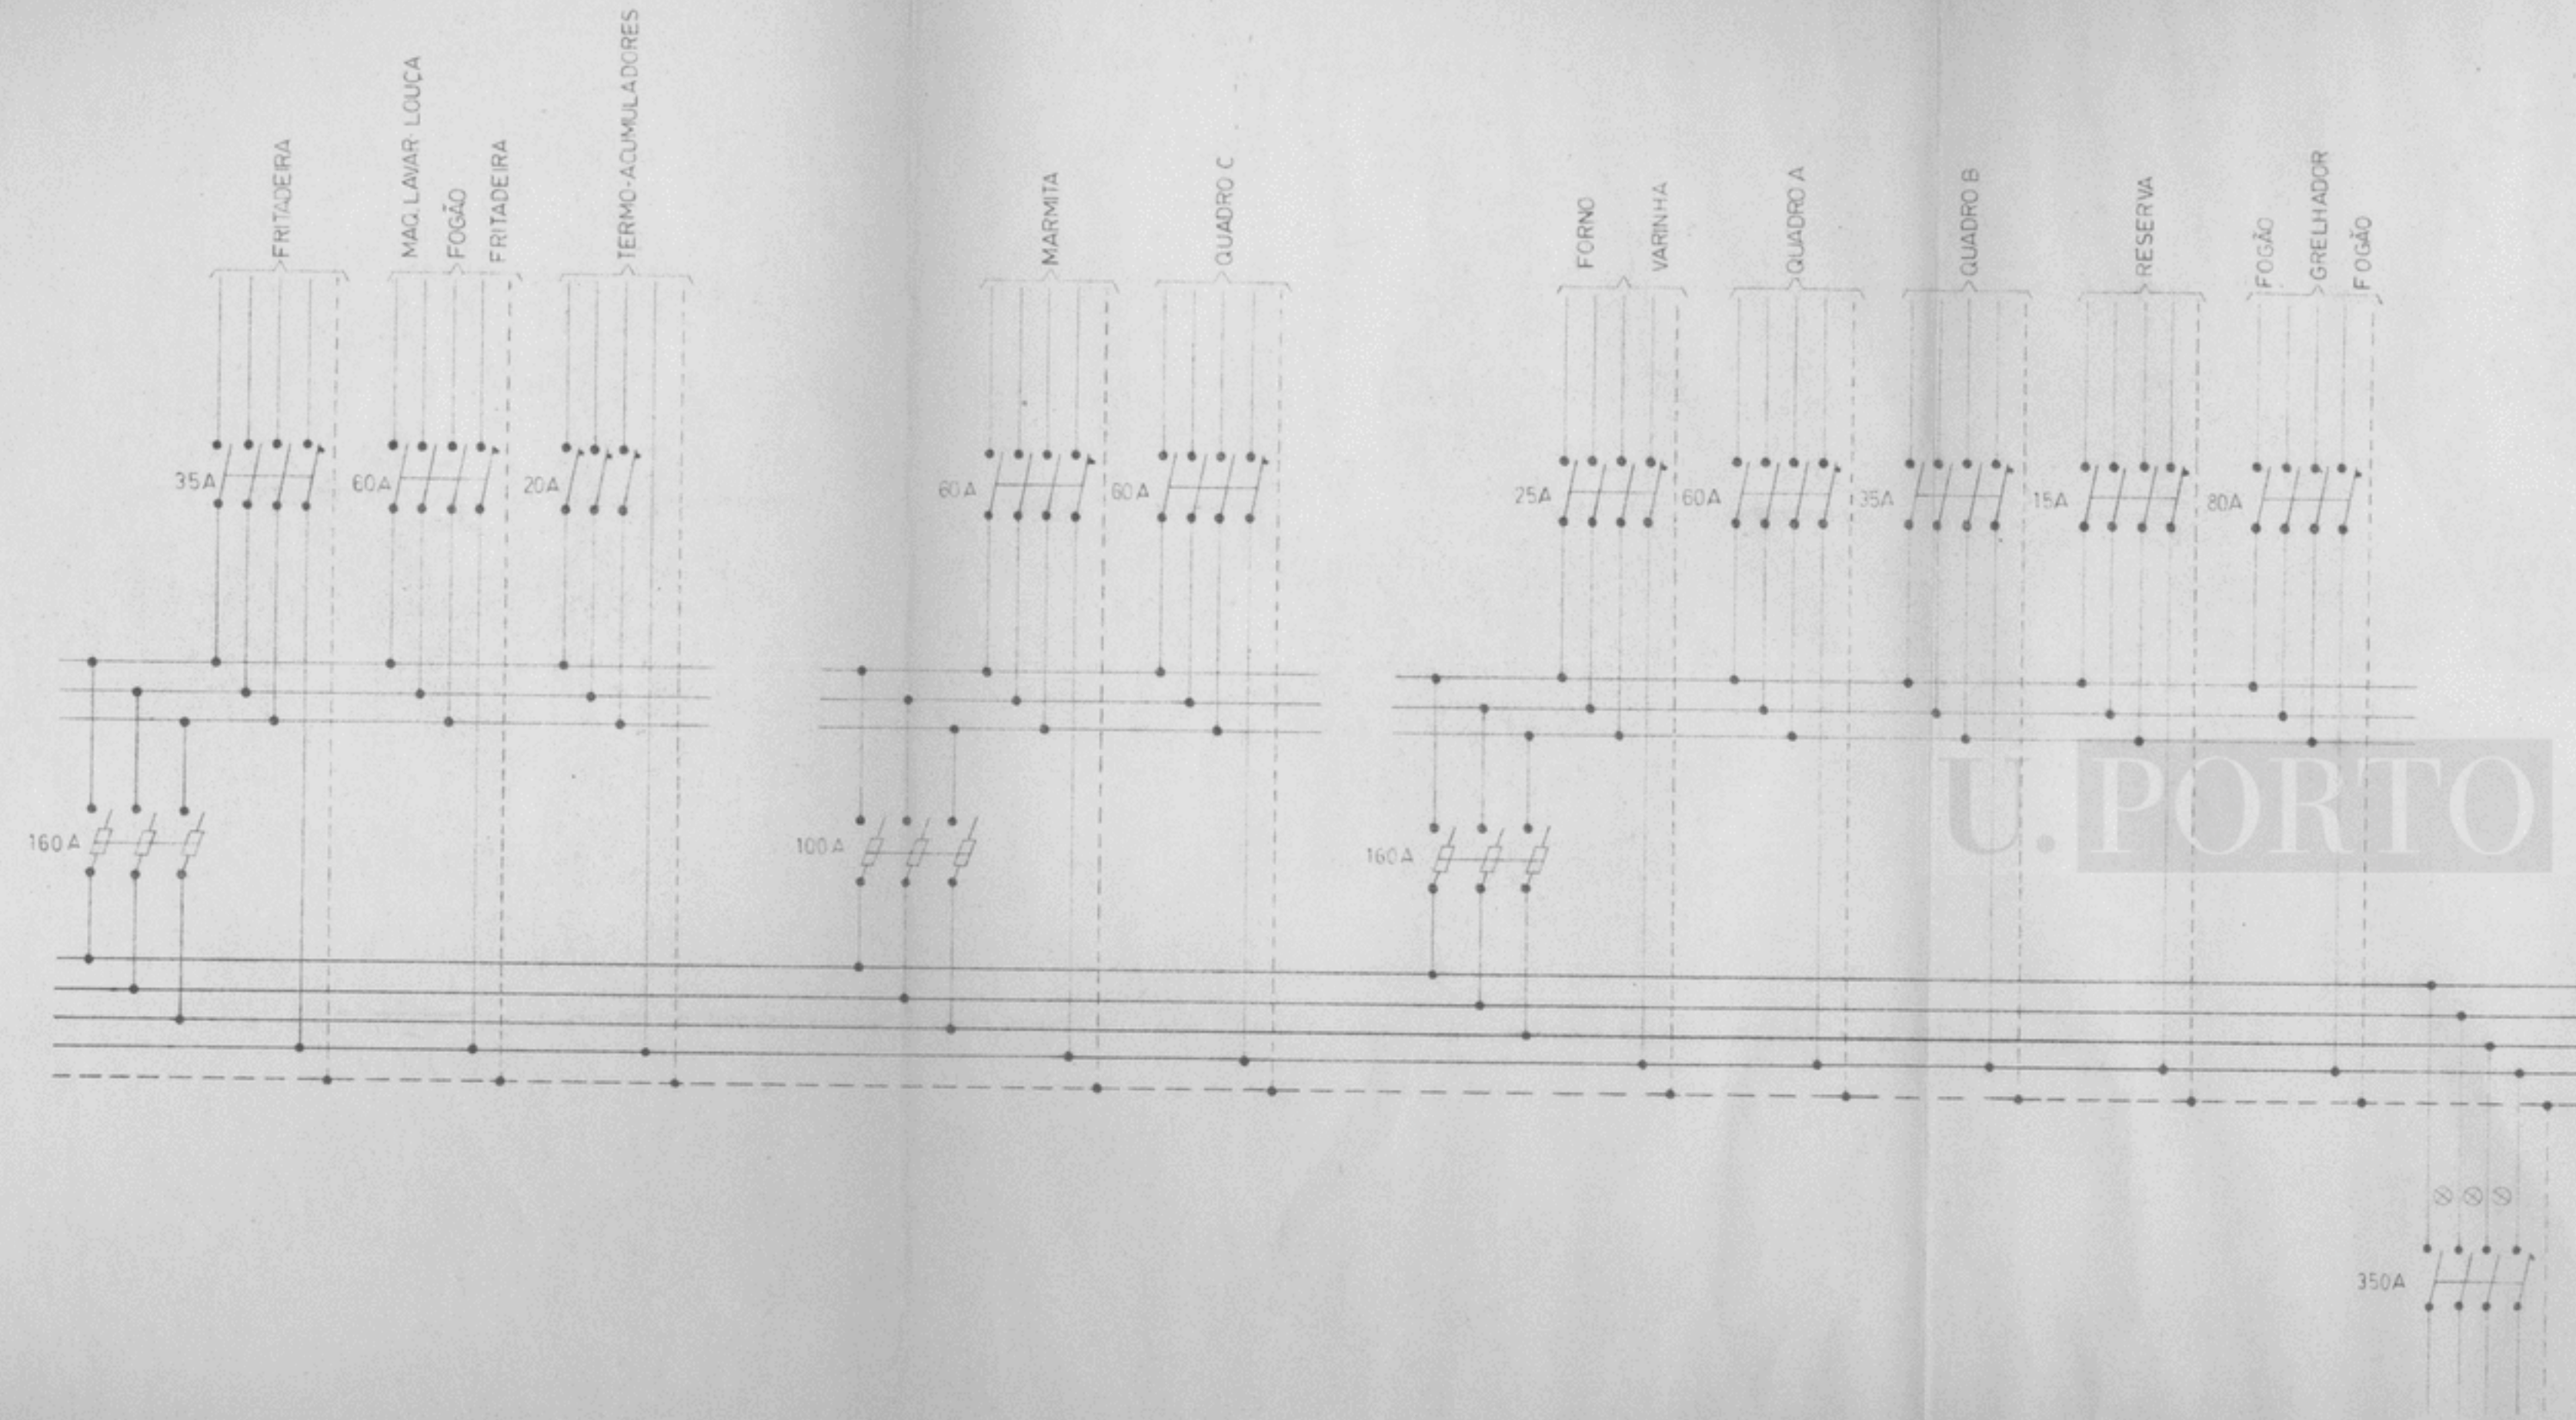 FRITADEIRA
MAQ. LAVAR-LOUÇA
FOGÃO
FRITADEIRA
TERMO-ACUMULADORES
MARMITA
QUADRO C
FORNO
VARINHA
QUADRO A
QUADRO B
RESERVA
FOGÃO
GRELHADOR
FOGÃO
35A
60A
20A
60A
60A
25A
60A
35A
15A
80A
160A
100A
160A
U.PORTO
350A